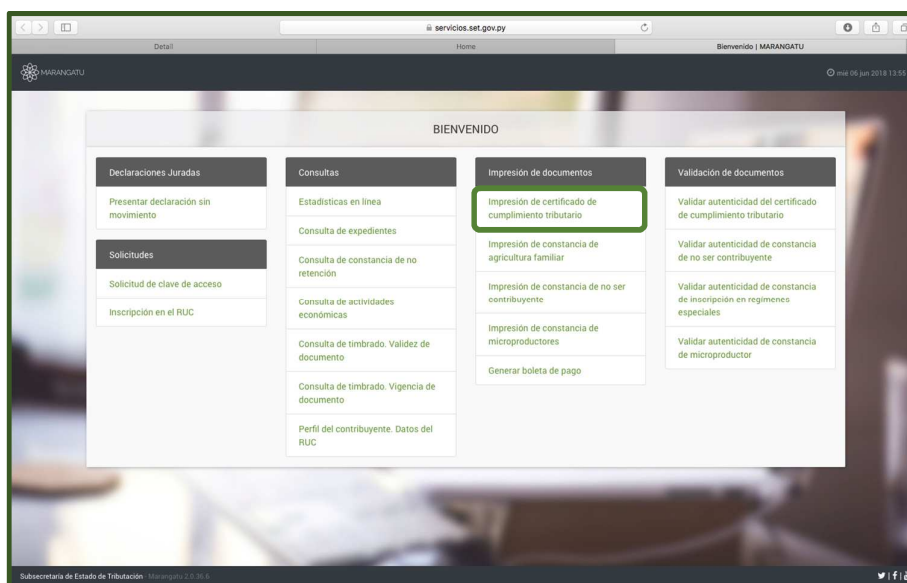 servicios.set.gov.py
Detail
Home
Bienvenido | MARANGATU
MARANGATU
mié 06 jun 2018 13:55
BIENVENIDO
Declaraciones Juradas
Presentar declaración sin
movimiento
Solicitudes
Solicitud de clave de acceso
Inscripción en el RUC
Consultas
Estadísticas en línea
Consulta de expedientes
Consulta de constancia de no
retención
Consulta de actividades
económicas
Consulta de timbrado. Validez de
documento
Consulta de timbrado. Vigencia de
documento
Perfil del contribuyente. Datos del
RUC
Impresión de documentos
Impresión de certificado de
cumplimiento tributario
Impresión de constancia de
agricultura familiar
Impresión de constancia de no ser
contribuyente
Impresión de constancia de
microproductores
Generar boleta de pago
Validación de documentos
Validar autenticidad del certificado
de cumplimiento tributario
Validar autenticidad de constancia
de no ser contribuyente
Validar autenticidad de constancia
de inscripción en regímenes
especiales
Validar autenticidad de constancia
de microproductor
Subsecretaría de Estado de Tributación - Marangatu 2.8.36.6